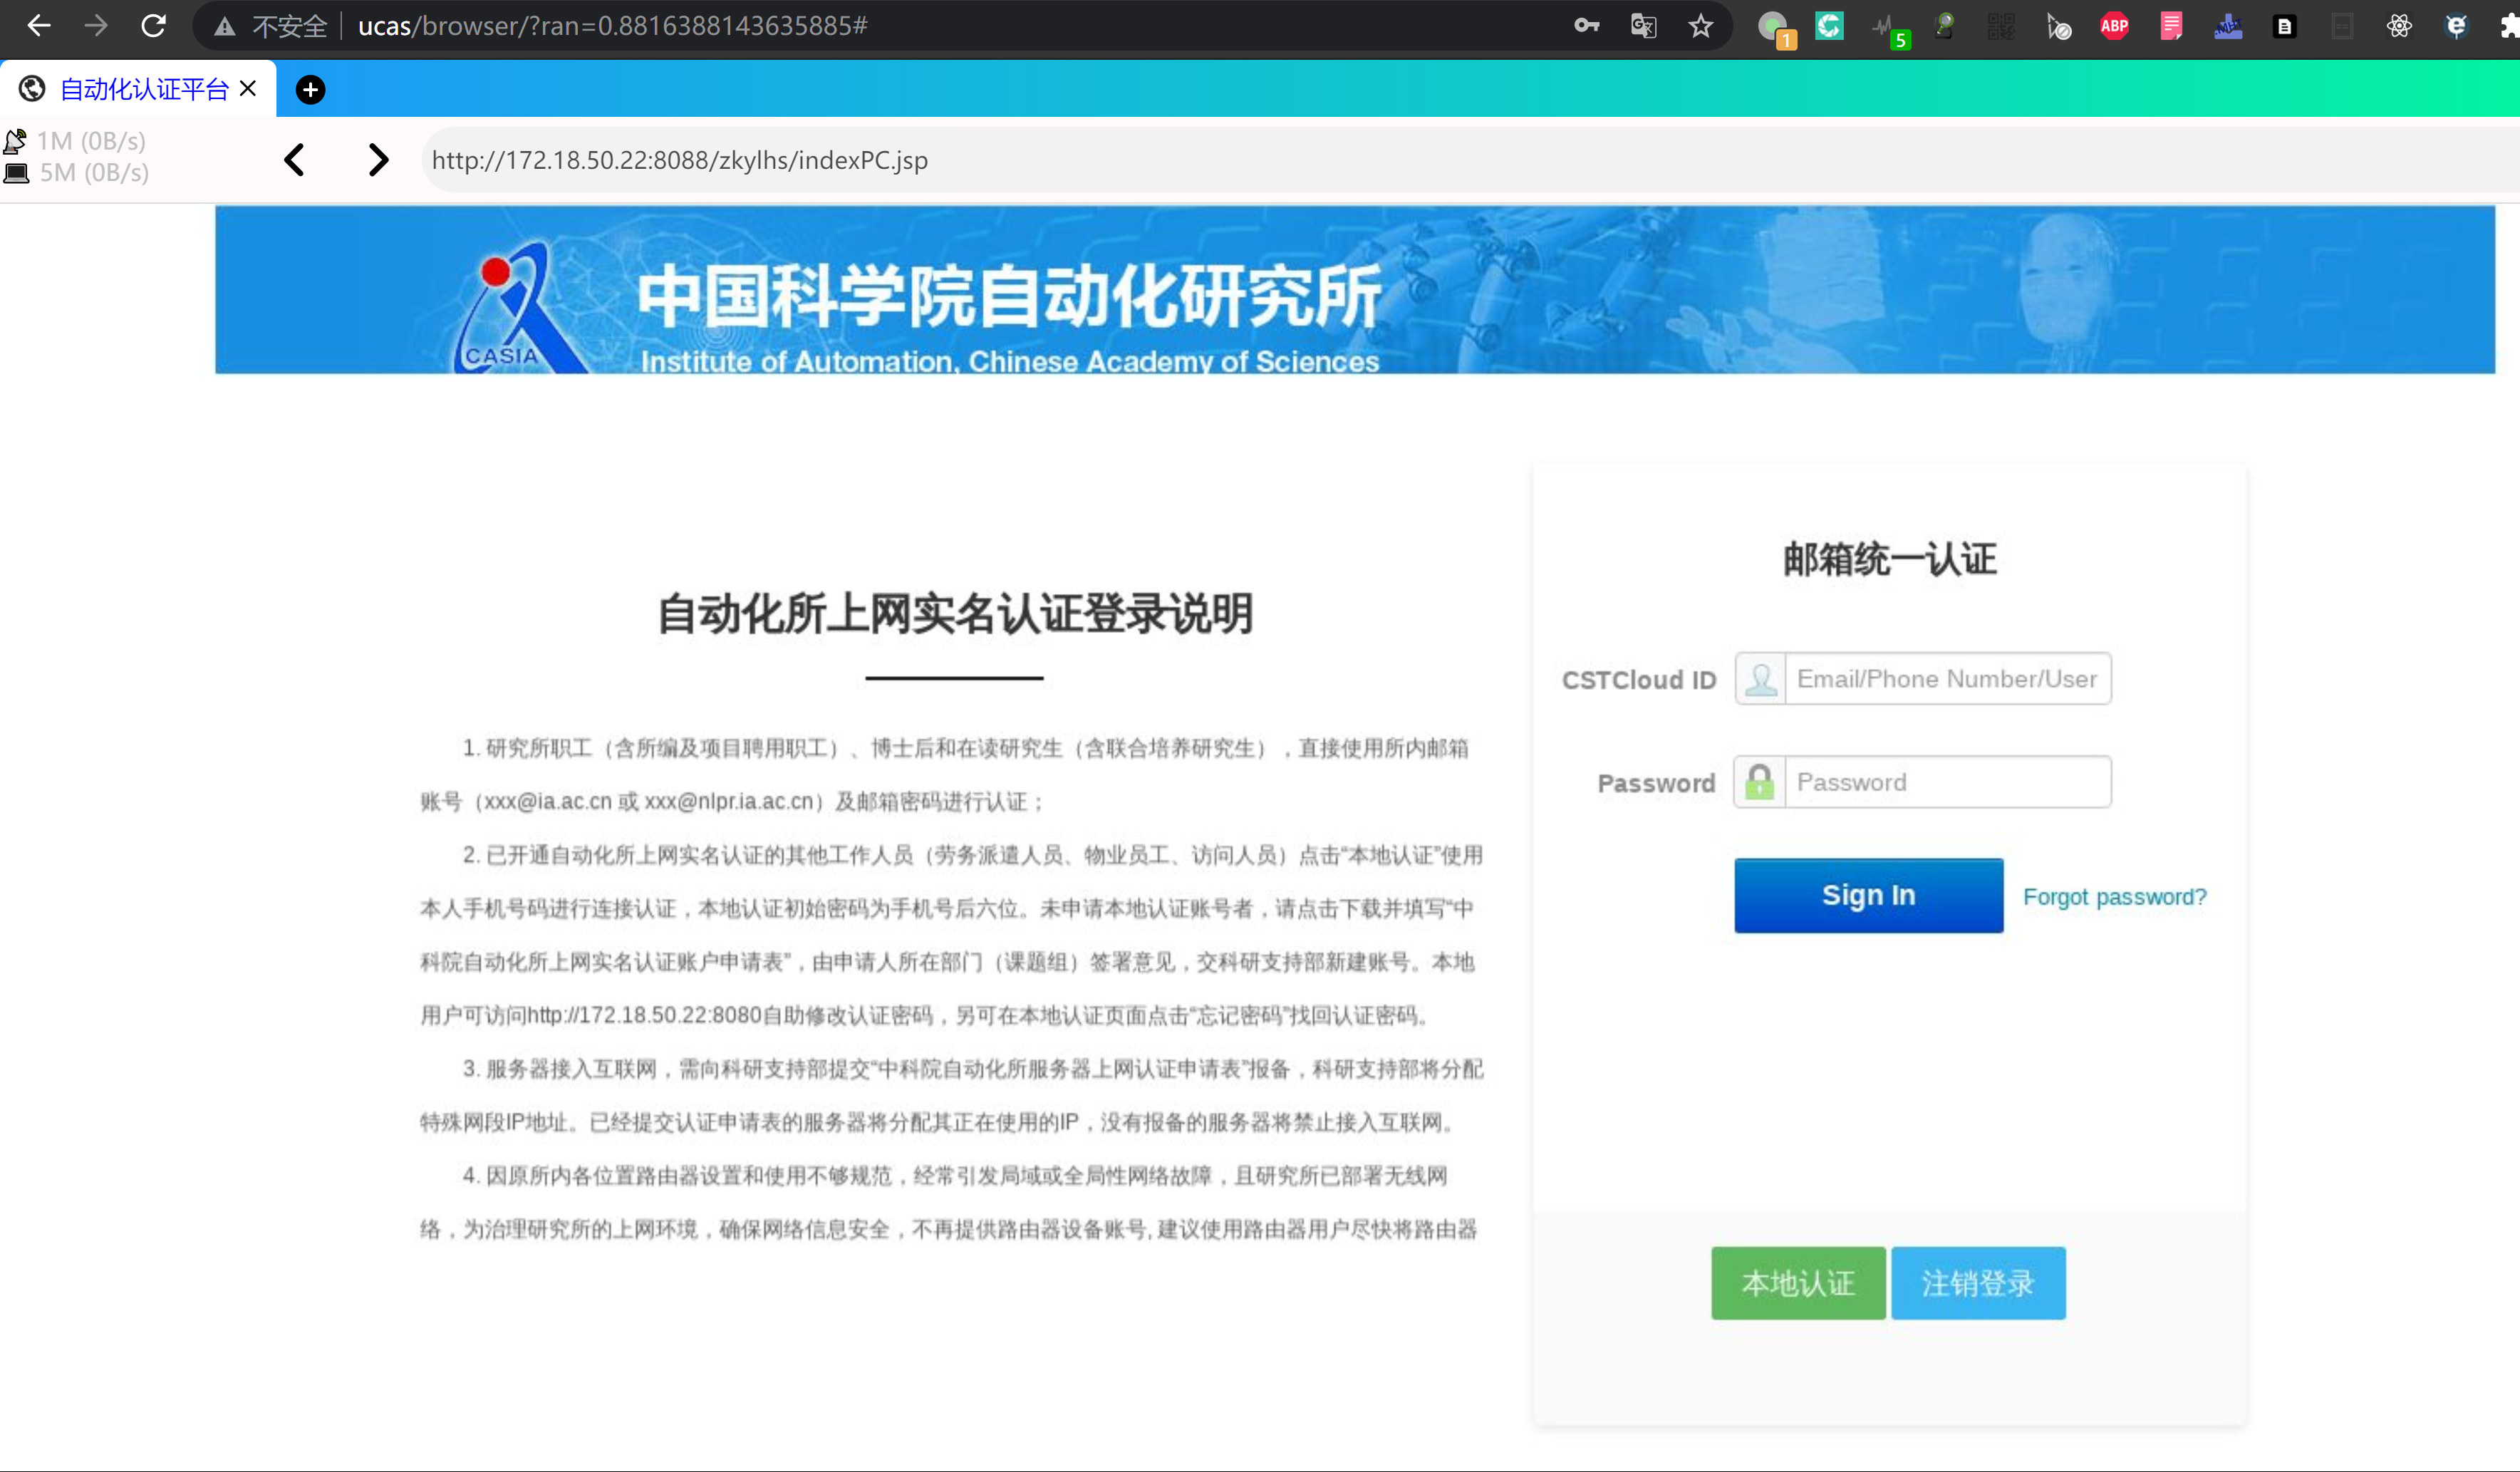 不安全 ucas/browser/?ran=0.8816388143635885#
1
5
ABP
自动化认证平台
1M (0B/s)
5M (0B/s)
http://172.18.50.22:8088/zkylhs/indexPC.jsp
CASIA
中国科学院自动化研究所
Institute of Automation, Chinese Academy of Sciences
自动化所上网实名认证登录说明
1. 研究所职工（含所编及项目聘用职工）、博士后和在读研究生（含联合培养研究生），直接使用所内邮箱
账号（xxx@ia.ac.cn 或 xxx@nlpr.ia.ac.cn）及邮箱密码进行认证；
2. 已开通自动化所上网实名认证的其他工作人员（劳务派遣人员、物业员工、访问人员）点击“本地认证”使用
本人手机号码进行连接认证，本地认证初始密码为手机号后六位。未申请本地认证账号者，请点击下载并填写“中
科院自动化所上网实名认证账户申请表”，由申请人所在部门（课题组）签署意见，交科研支持部新建账号。本地
用户可访问http://172.18.50.22:8080自助修改认证密码，另可在本地认证页面点击“忘记密码”找回认证密码。
3. 服务器接入互联网，需向科研支持部提交“中科院自动化所服务器上网认证申请表”报备，科研支持部将分配
特殊网段IP地址。已经提交认证申请表的服务器将分配其正在使用的IP，没有报备的服务器将禁止接入互联网。
4. 因原所内各位置路由器设置和使用不够规范，经常引发局域或全局性网络故障，且研究所已部署无线网
络，为治理研究所的上网环境，确保网络信息安全，不再提供路由器设备账号, 建议使用路由器用户尽快将路由器
邮箱统一认证
CSTCloud ID
Email/Phone Number/User
Password
Password
Sign In
Forgot password?
本地认证
注销登录